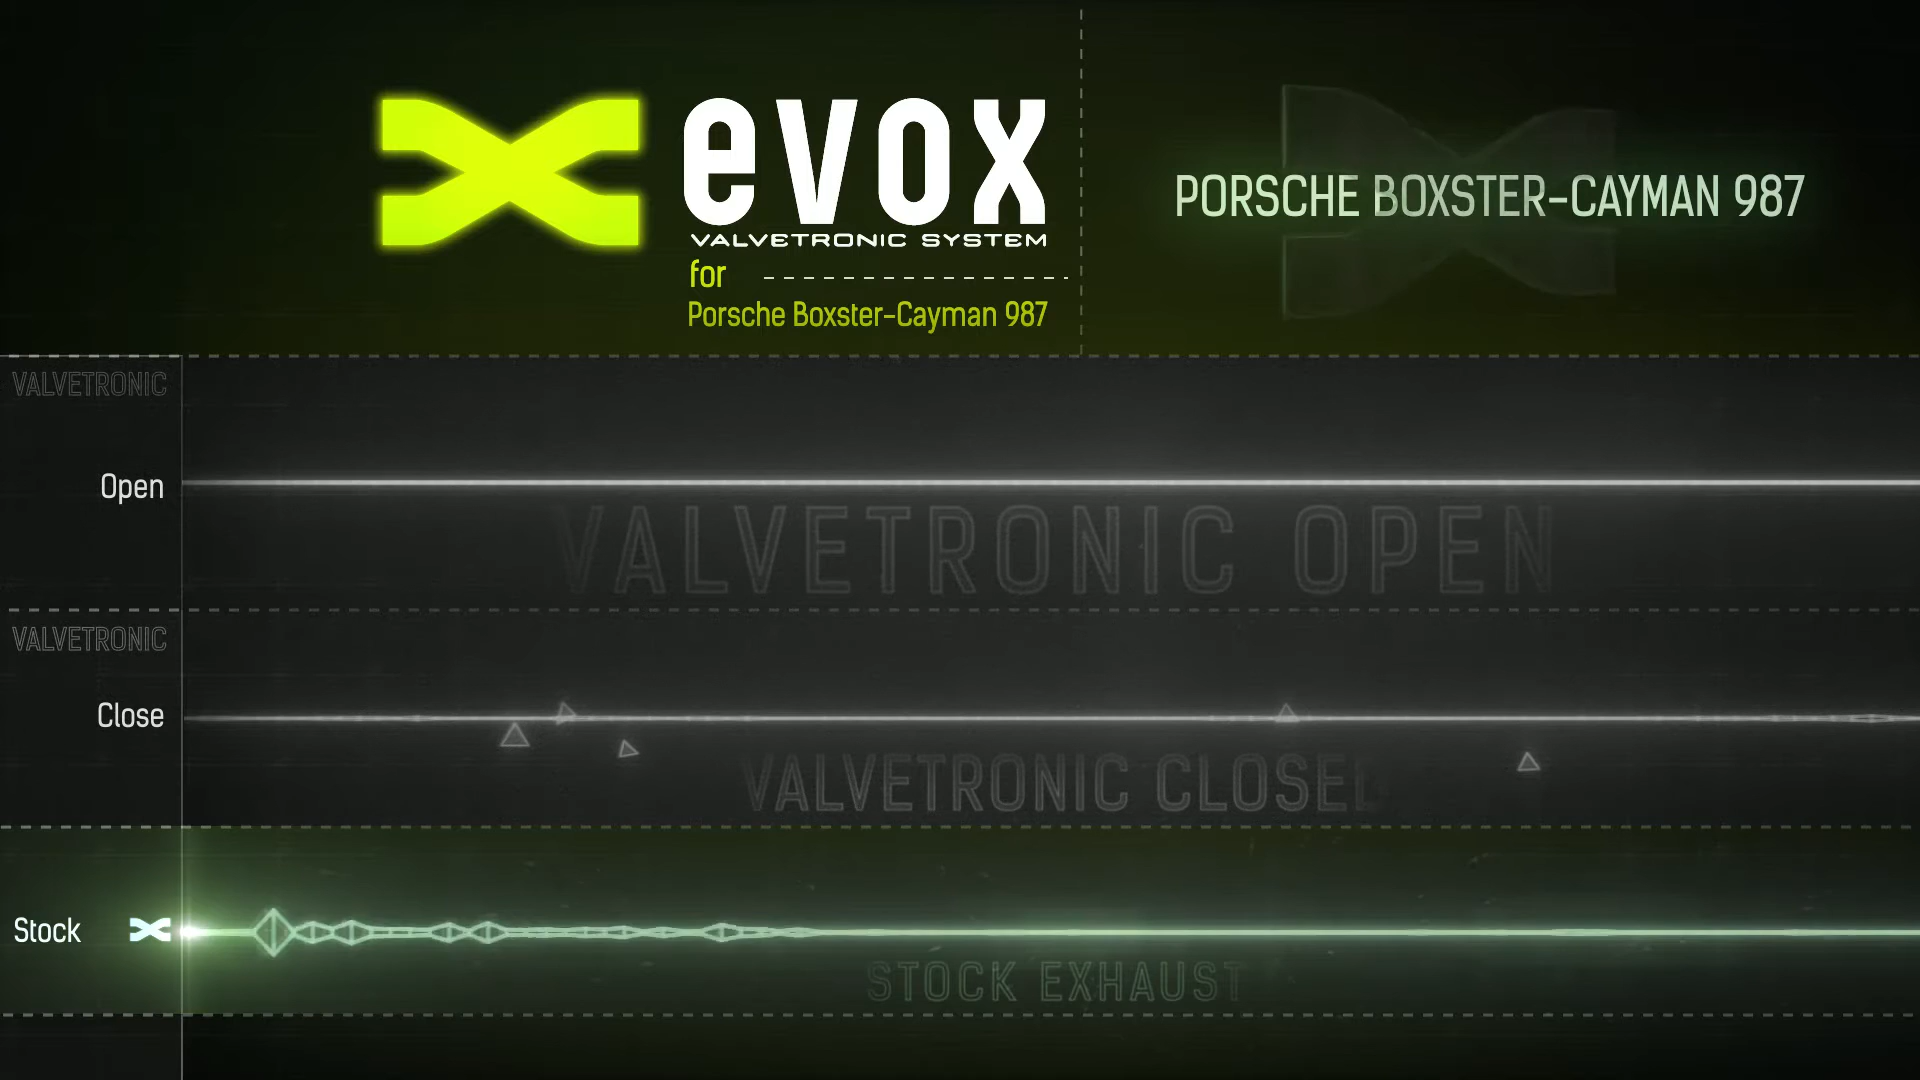 evox
VALVETRONIC SYSTEM
for
Porsche Boxster-Cayman 987
PORSCHE BOXSTER-CAYMAN 987
VALVETRONIC
Open
VALVETRONIC OPEN
VALVETRONIC
Close
VALVETRONIC CLOSED
Stock
STOCK EXHAUST